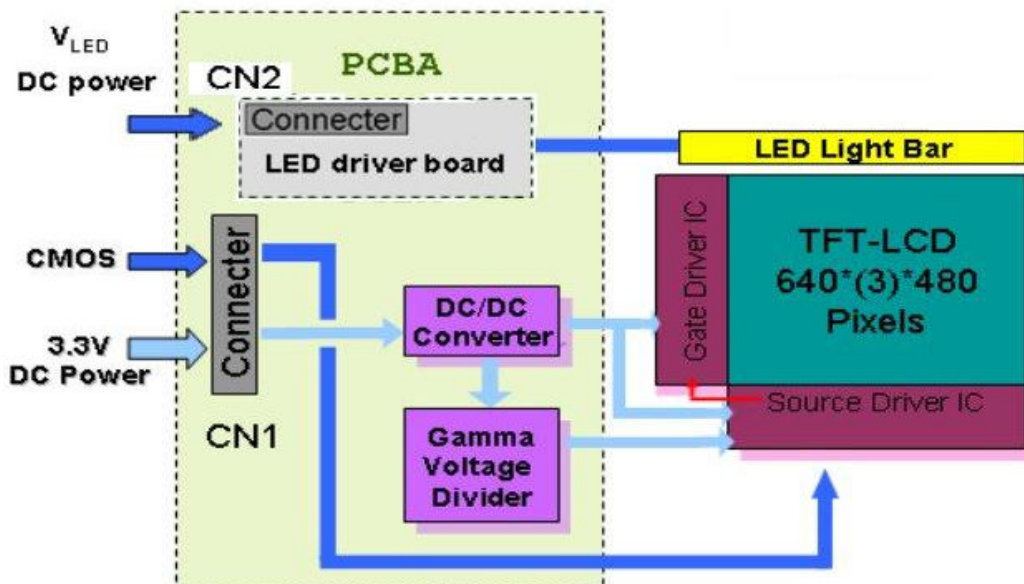 VLED
DC power
PCBA
CN2
Connecter
LED driver board
LED Light Bar
CMOS
3.3V
DC Power
Connecter
CN1
DC/DC
Converter
Gamma
Voltage
Divider
Gate Driver IC
TFT-LCD
640*(3)*480
Pixels
Source Driver IC